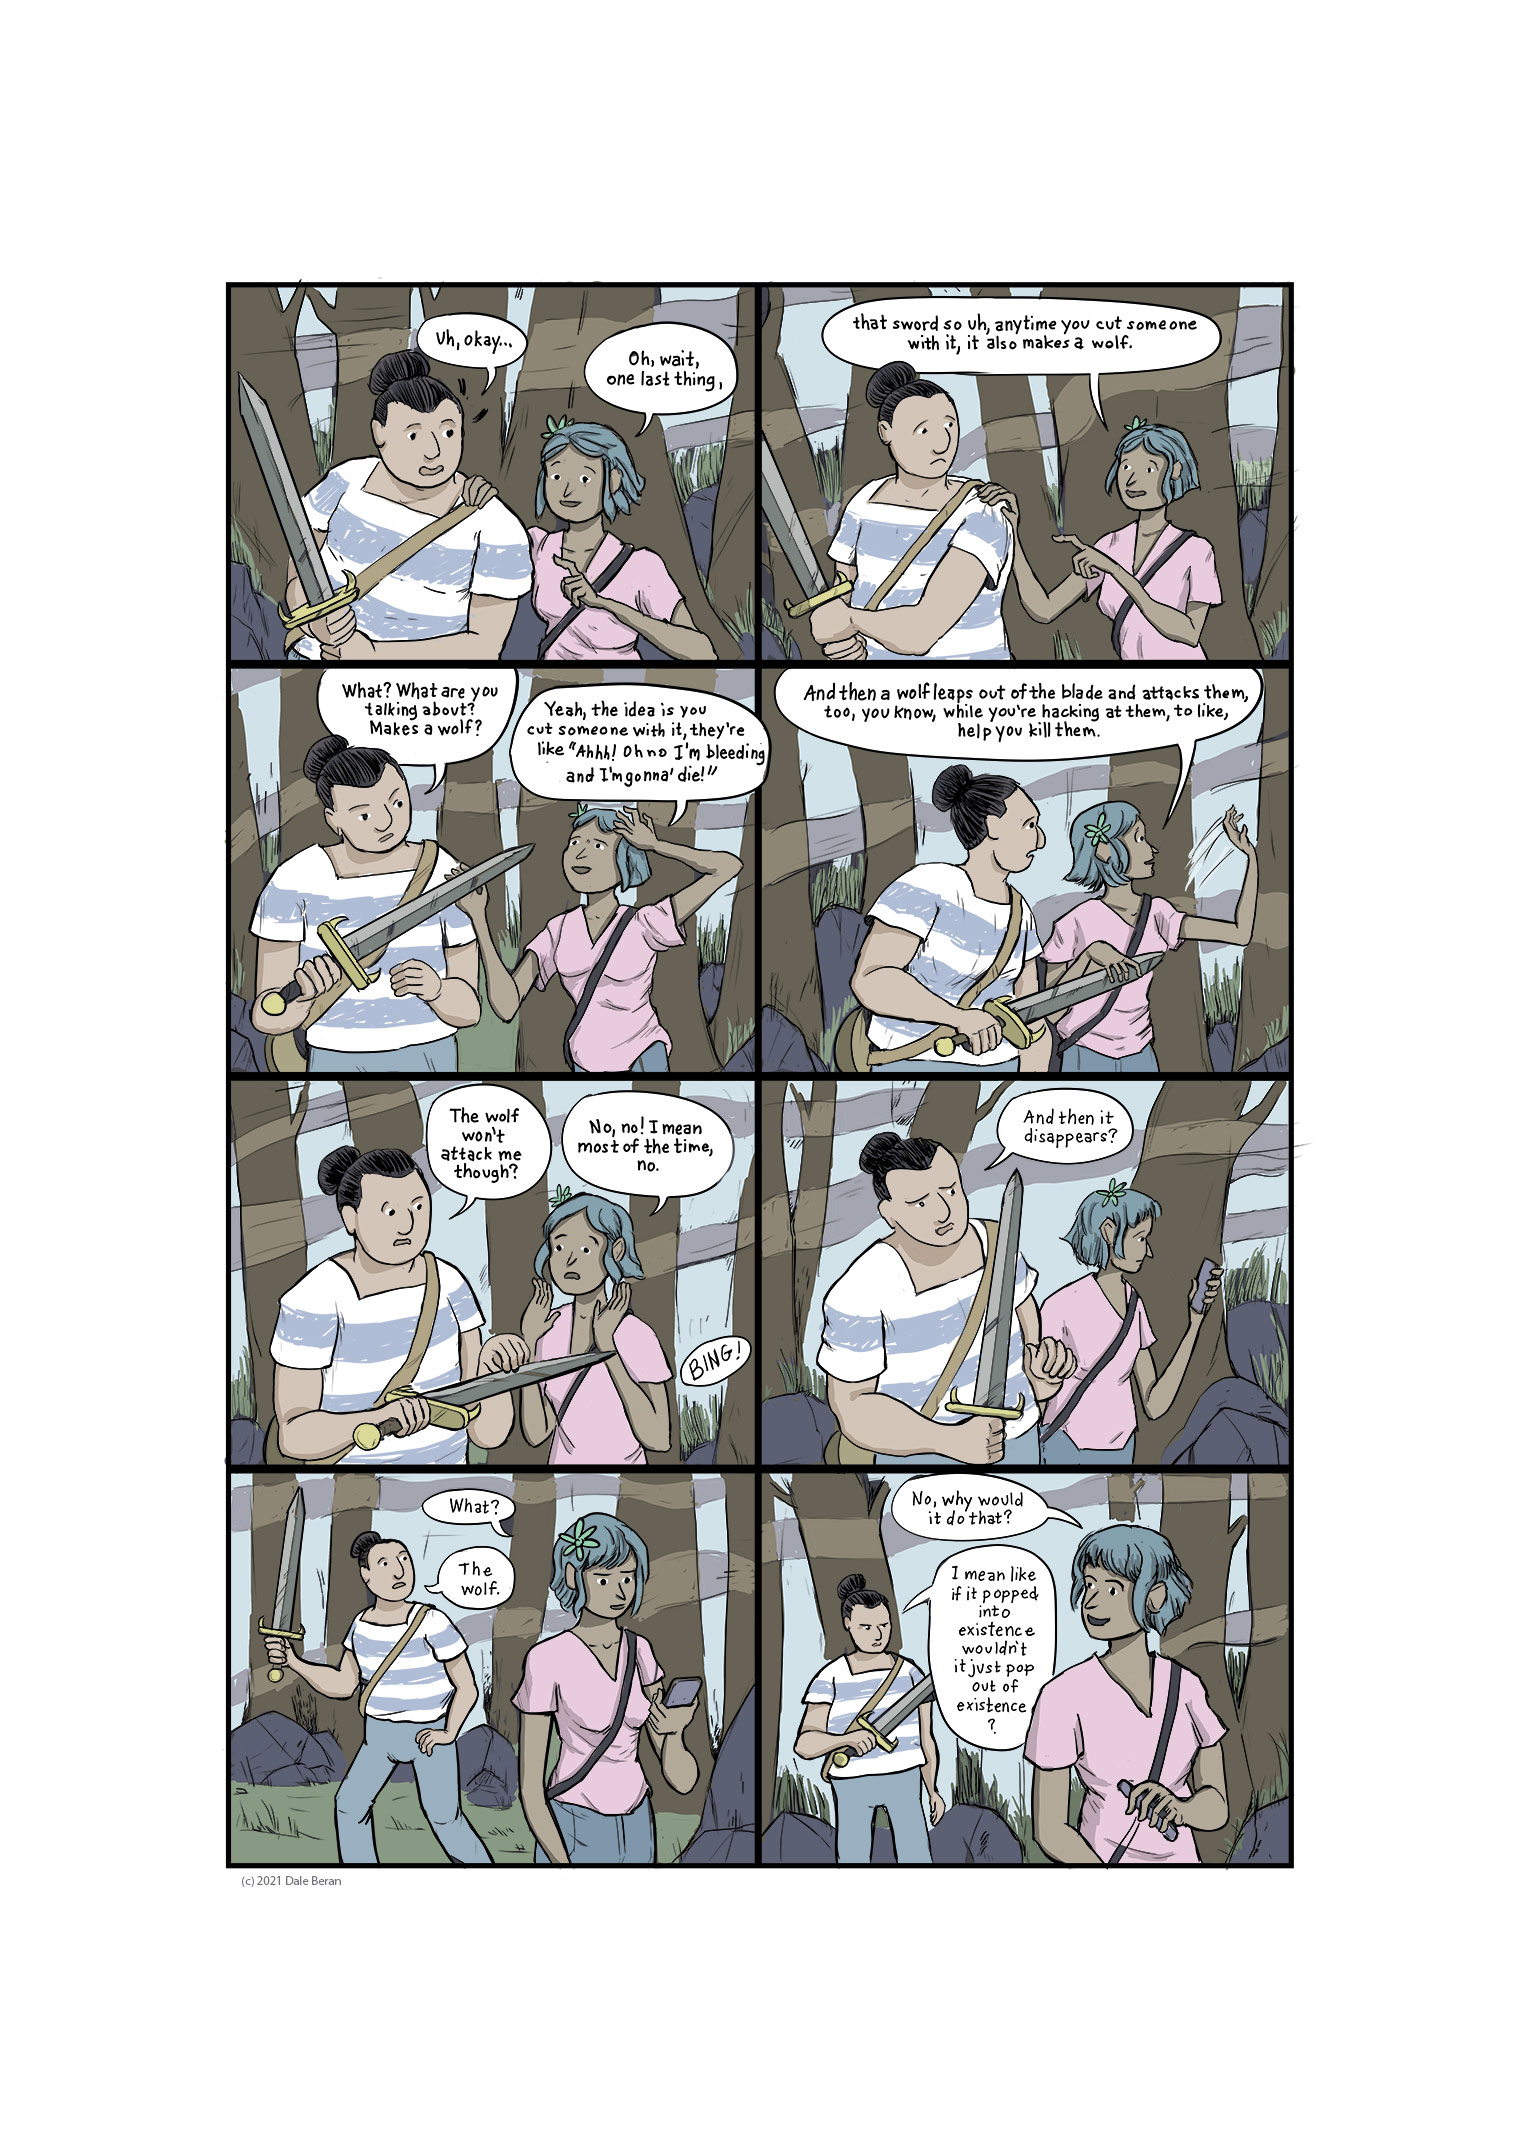 Uh, okay...
Oh, wait,
one last thing,
that sword so uh, anytime you cut someone
with it, it also makes a wolf.
What? What are you
talking about?
Makes a wolf?
Yeah, the idea is you
cut someone with it, they're
like "Ahhh! Oh no I'm bleeding
and I'm gonna' die!"
And then a wolf leaps out of the blade and attacks them,
too, you know, while you're hacking at them, to like,
help you kill them.
The wolf
won't
attack me
though?
No, no! I mean
most of the time,
no.
BING!
And then it
disappears?
What?
The
wolf.
No, why would
it do that?
I mean like
if it popped
into
existence
wouldn't
it just pop
out of
existence
?
(c) 2021 Dale Beran